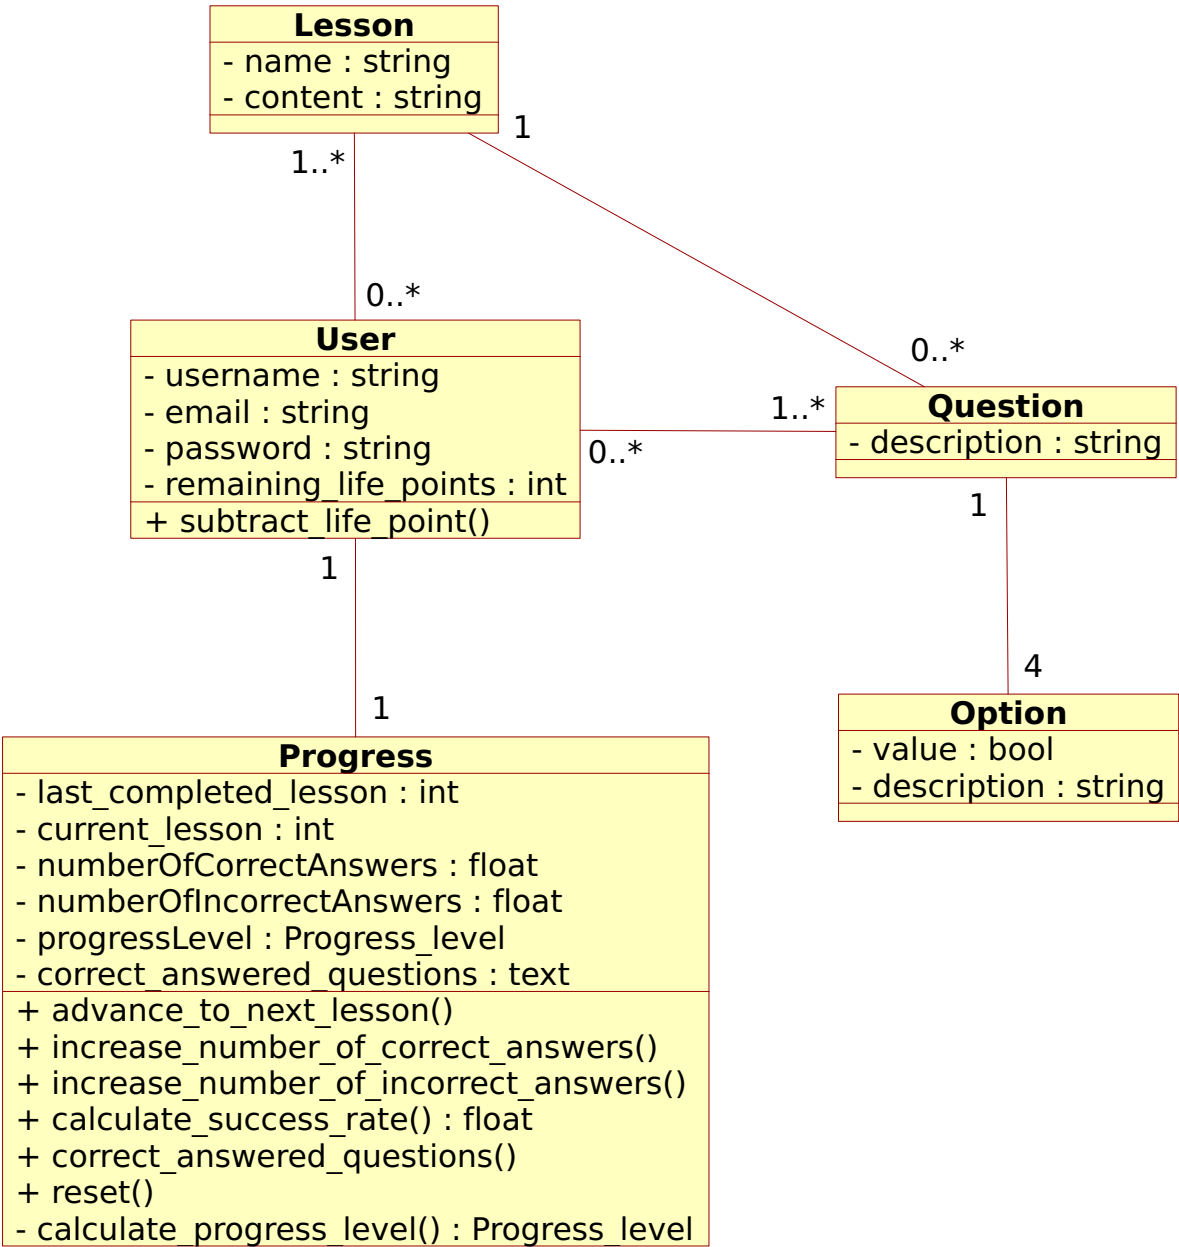 Lesson
- name : string
- content : string
1
1..*
0..*
User
- username : string
- email : string
- password : string
- remaining_life_points : int
+ subtract_life_point()
0..*
1..*
0..*
Question
- description : string
1
1
4
Option
- value : bool
- description : string
1
Progress
- last_completed_lesson : int
- current_lesson : int
- numberOfCorrectAnswers : float
- numberOfIncorrectAnswers : float
- progressLevel : Progress_level
- correct_answered_questions : text
+ advance_to_next_lesson()
+ increase_number_of_correct_answers()
+ increase_number_of_incorrect_answers()
+ calculate_success_rate() : float
+ correct_answered_questions()
+ reset()
- calculate_progress_level() : Progress_level